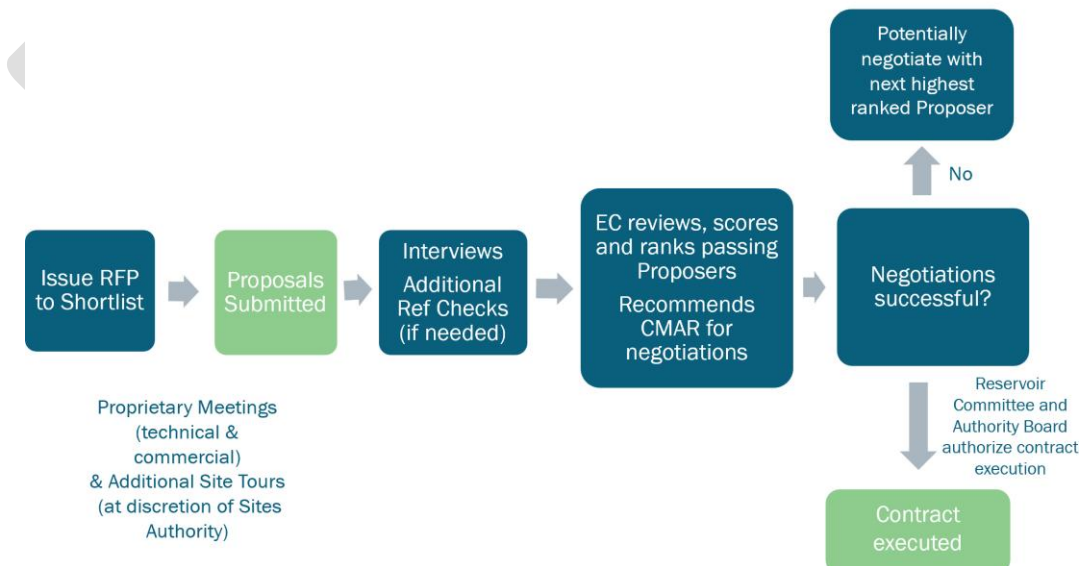 Potentially
negotiate with
next highest
ranked Proposer
No
Issue RFP
to Shortlist
Proposals
Submitted
Interviews
Additional
Ref Checks
(if needed)
EC reviews, scores
and ranks passing
Proposers
Recommends
CMAR for
negotiations
Negotiations
successful?
Proprietary Meetings
(technical &
commercial)
& Additional Site Tours
(at discretion of Sites
Authority)
Reservoir
Committee and
Authority Board
authorize contract
execution
Contract
executed